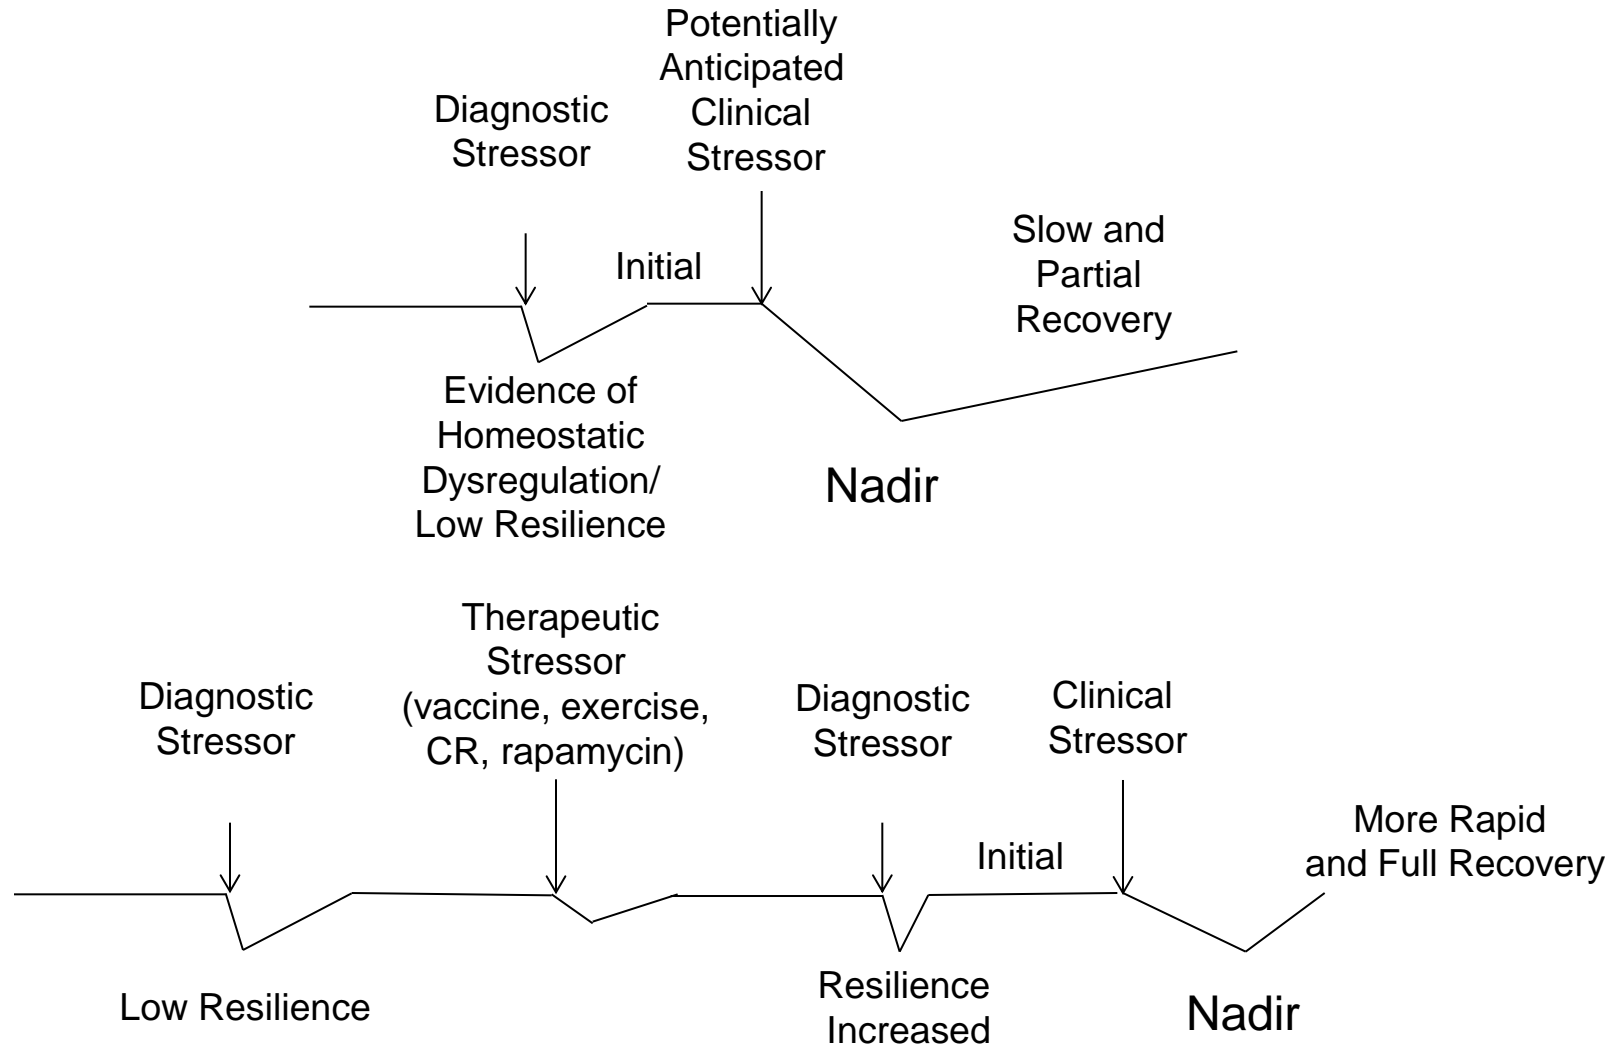 Potentially
Anticipated
Clinical
Stressor
Diagnostic
Stressor
Initial
Slow and
Partial
Recovery
Evidence of
Homeostatic
Dysregulation/
Low Resilience
Nadir
Therapeutic
Stressor
(vaccine, exercise,
CR, rapamycin)
Diagnostic
Stressor
Diagnostic
Stressor
Clinical
Stressor
Initial
More Rapid
and Full Recovery
Low Resilience
Resilience
Increased
Nadir